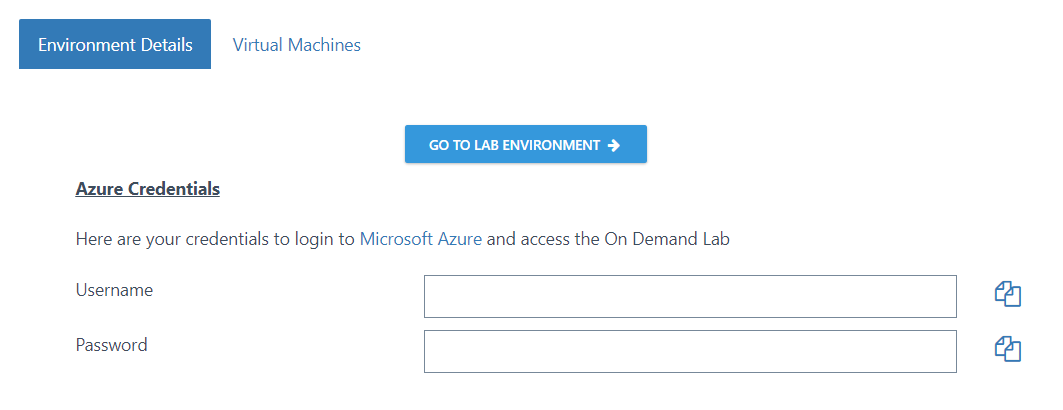 Environment Details Virtual Machines
GO TO LAB ENVIRONMENT
Azure Credentials
Here are your credentials to login to Microsoft Azure and access the On Demand Lab
Username
Password